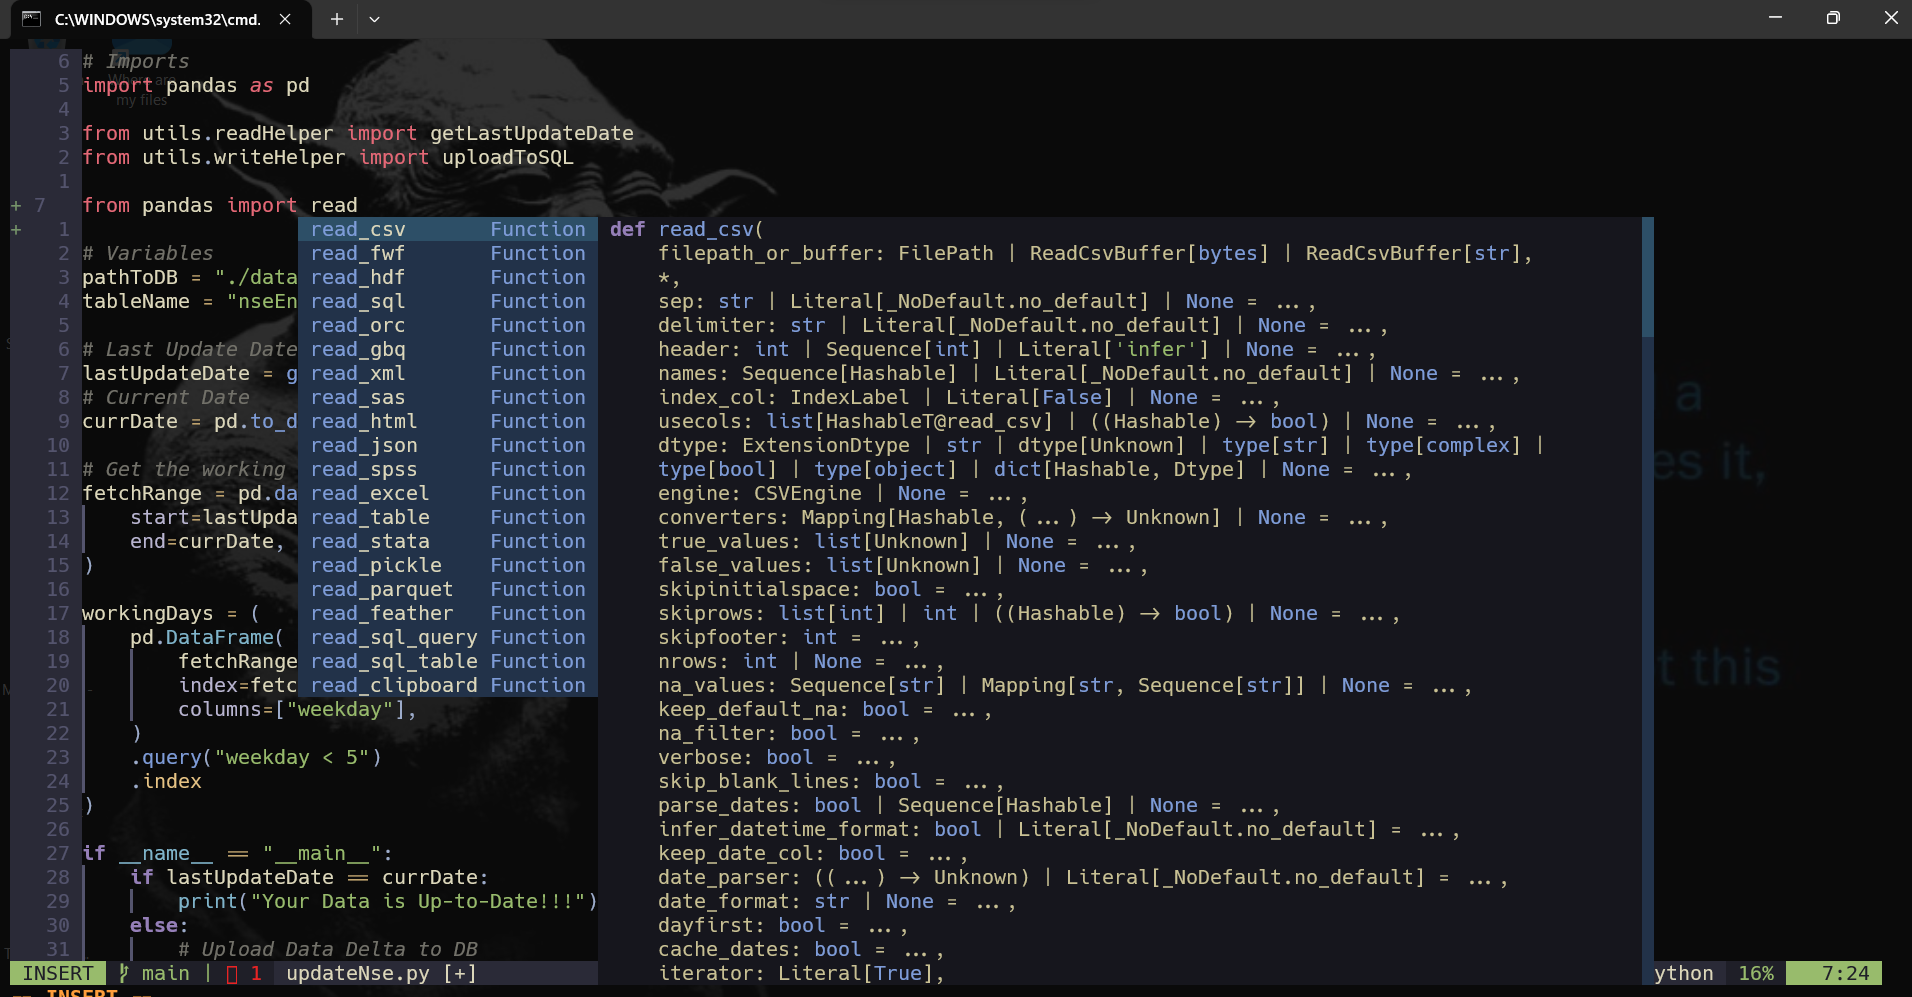 C:\WINDOWS\system32\cmd.
6 # Imports
Where are
5 import pandas as pd
my files
4
3 from utils.readHelper import getLastUpdateDate
2 from utils.writeHelper import uploadToSQL
1
+ 7 from pandas import read
+ 1 read_csv Function def read_csv(
2 # Variables read_fwf Function filepath_or_buffer: FilePath | ReadCsvBuffer[bytes] | ReadCsvBuffer[str],
3 pathToDB = "./data read_hdf Function *,
4 tableName = "nseEn read_sql Function sep: str | Literal[_NoDefault.no_default] | None = ...,
5 read_orc Function delimiter: str | Literal[_NoDefault.no_default] | None = ...,
6 # Last Update Date read_gbq Function header: int | Sequence[int] | Literal['infer'] | None = ...,
7 lastUpdateDate = g read_xml Function names: Sequence[Hashable] | Literal[_NoDefault.no_default] | None = ...,
8 # Current Date read_sas Function index_col: IndexLabel | Literal[False] | None = ...,
9 currDate = pd.to_d read_html Function usecols: list[HashableT@read_csv] | ((Hashable) → bool) | None = ...,
10 read_json Function dtype: ExtensionDtype | str | dtype[Unknown] | type[str] | type[complex] |
11 # Get the working read_spss Function type[bool] | type[object] | dict[Hashable, Dtype] | None = ...,
12 fetchRange = pd.da read_excel Function engine: CSVEngine | None = ...,
13 start=lastUpda read_table Function converters: Mapping[Hashable, (...) → Unknown] | None = ...,
14 end=currDate, read_stata Function true_values: list[Unknown] | None = ...,
15 ) read_pickle Function false_values: list[Unknown] | None = ...,
16 read_parquet Function skipinitialspace: bool = ...,
17 workingDays = ( read_feather Function skiprows: list[int] | int | ((Hashable) → bool) | None = ...,
18 pd.DataFrame( read_sql_query Function skipfooter: int = ...,
19 fetchRange read_sql_table Function nrows: int | None = ...,
20 index=fetc read_clipboard Function na_values: Sequence[str] | Mapping[str, Sequence[str]] | None = ...,
21 columns=["weekday"], keep_default_na: bool = ...,
22 ) na_filter: bool = ...,
23 .query("weekday < 5") verbose: bool = ...,
24 .index skip_blank_lines: bool = ...,
25 ) parse_dates: bool | Sequence[Hashable] | None = ...,
26 infer_datetime_format: bool | Literal[_NoDefault.no_default] = ...,
27 if __name__ == "__main__": keep_date_col: bool = ...,
28 if lastUpdateDate == currDate: date_parser: ((...) → Unknown) | Literal[_NoDefault.no_default] = ...,
29 print("Your Data is Up-to-Date!!!") date_format: str | None = ...,
30 else: dayfirst: bool = ...,
31 # Upload Data Delta to DB cache_dates: bool = ...,
INSERT main | 1 updateNse.py [+] iterator: Literal[True], ython 16% 7:24
-- INSERT --
a
es it,
t this